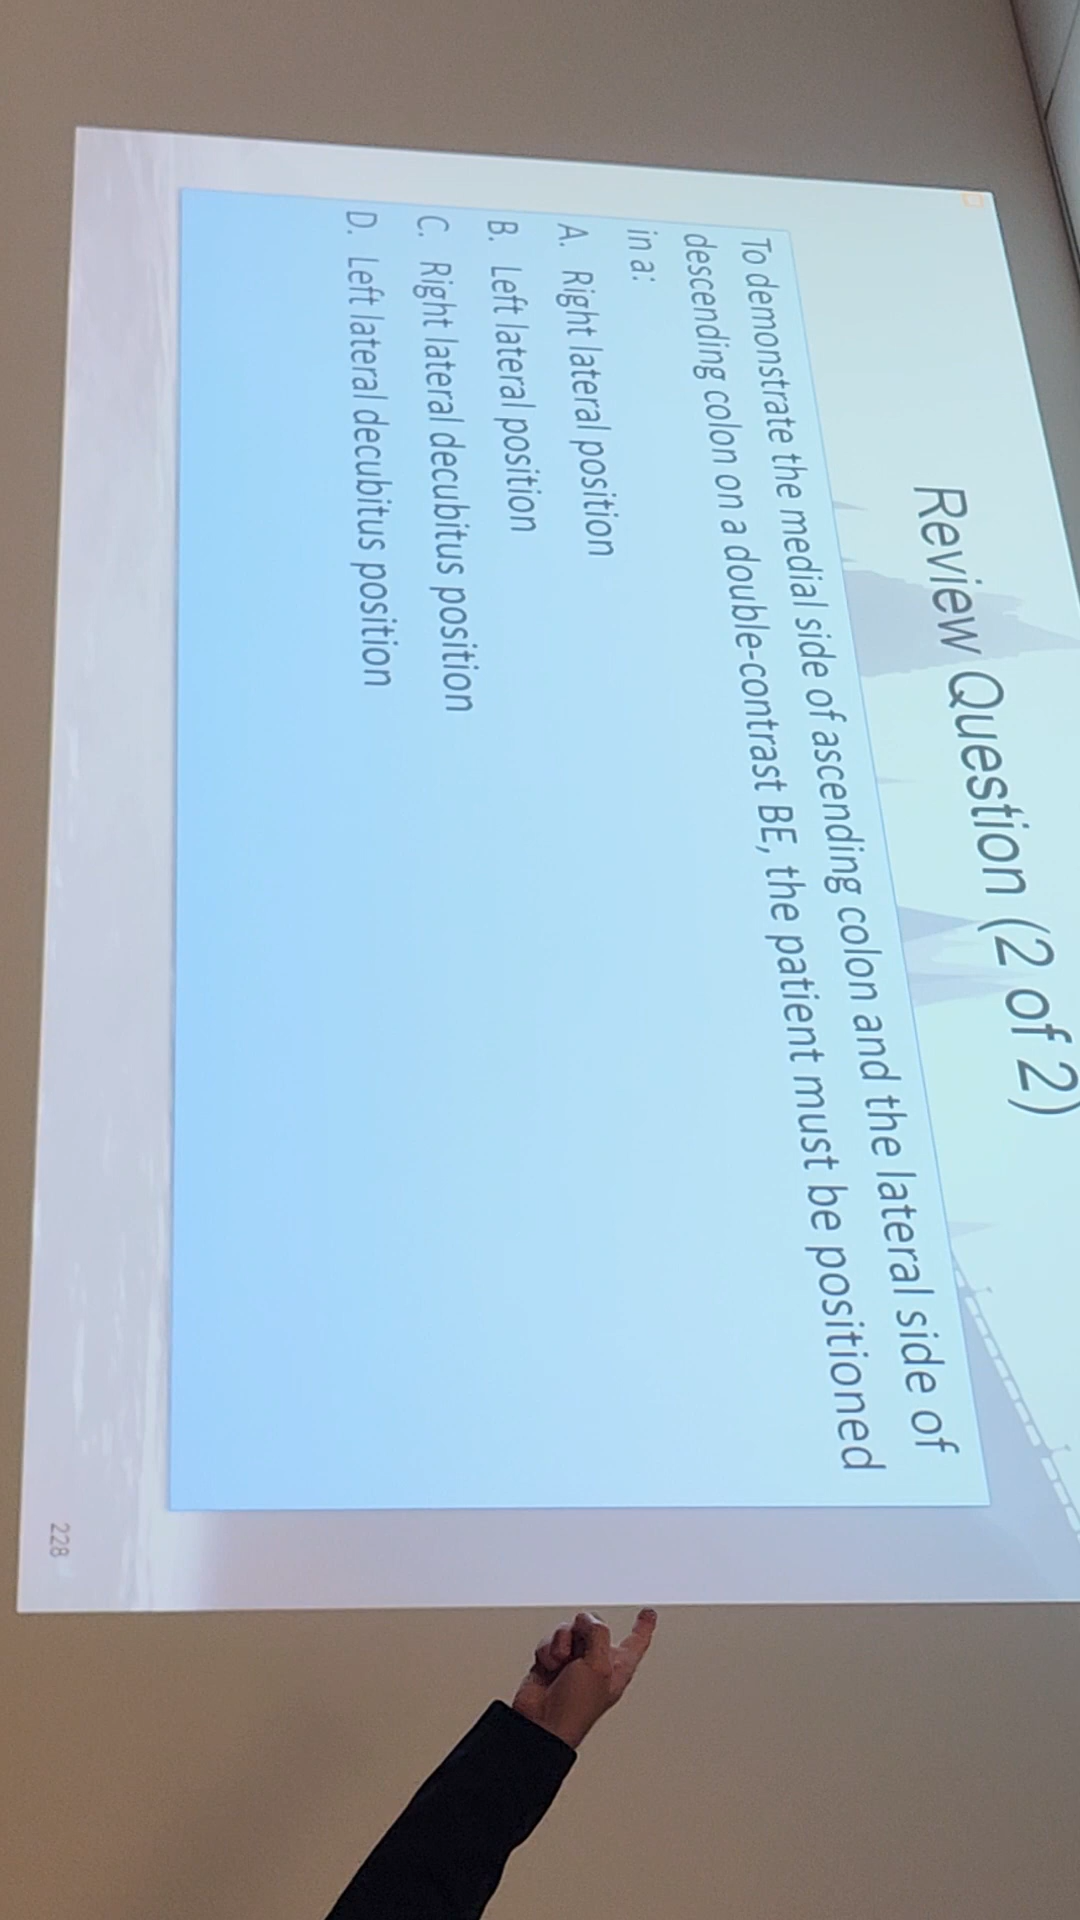 Review Question (2 of 2)
To demonstrate the medial side of ascending colon and the lateral side of
descending colon on a double-contrast BE, the patient must be positioned
in a:
A. Right lateral position
B. Left lateral position
C. Right lateral decubitus position
D. Left lateral decubitus position
228